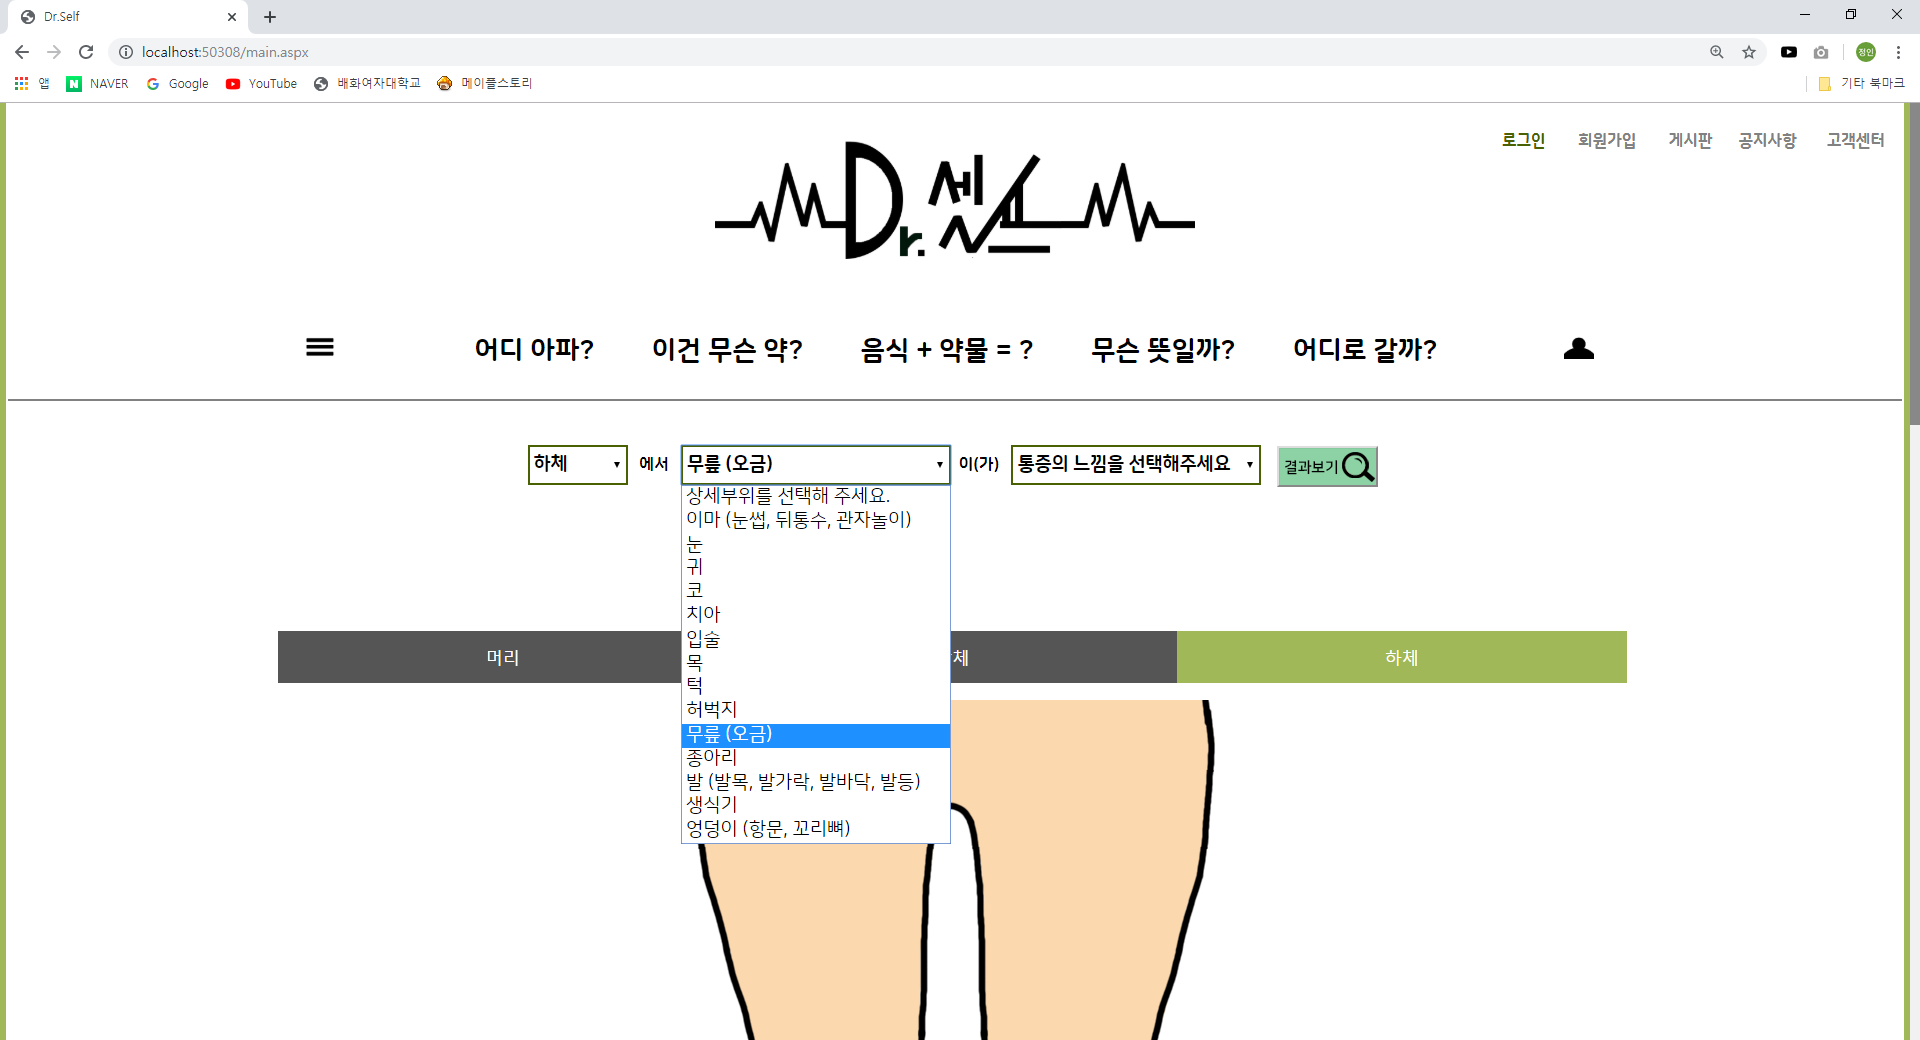 Dr.Self
localhost:50308/main.aspx
정인
앱 NAVER Google YouTube 배화여자대학교 메이플스토리 기타 북마크
로그인 회원가입 게시판 공지사항 고객센터
Dr. 셀프
어디 아파? 이건 무슨 약? 음식 + 약물 = ? 무슨 뜻일까? 어디로 갈까?
하체 에서 무릎 (오금) 이(가) 통증의 느낌을 선택해주세요 결과보기
상세부위를 선택해 주세요.
이마 (눈썹, 뒤통수, 관자놀이)
눈
귀
코
치아
입술
목
턱
허벅지
무릎 (오금)
종아리
발 (발목, 발가락, 발바닥, 발등)
생식기
엉덩이 (항문, 꼬리뼈)
머리 체 하체